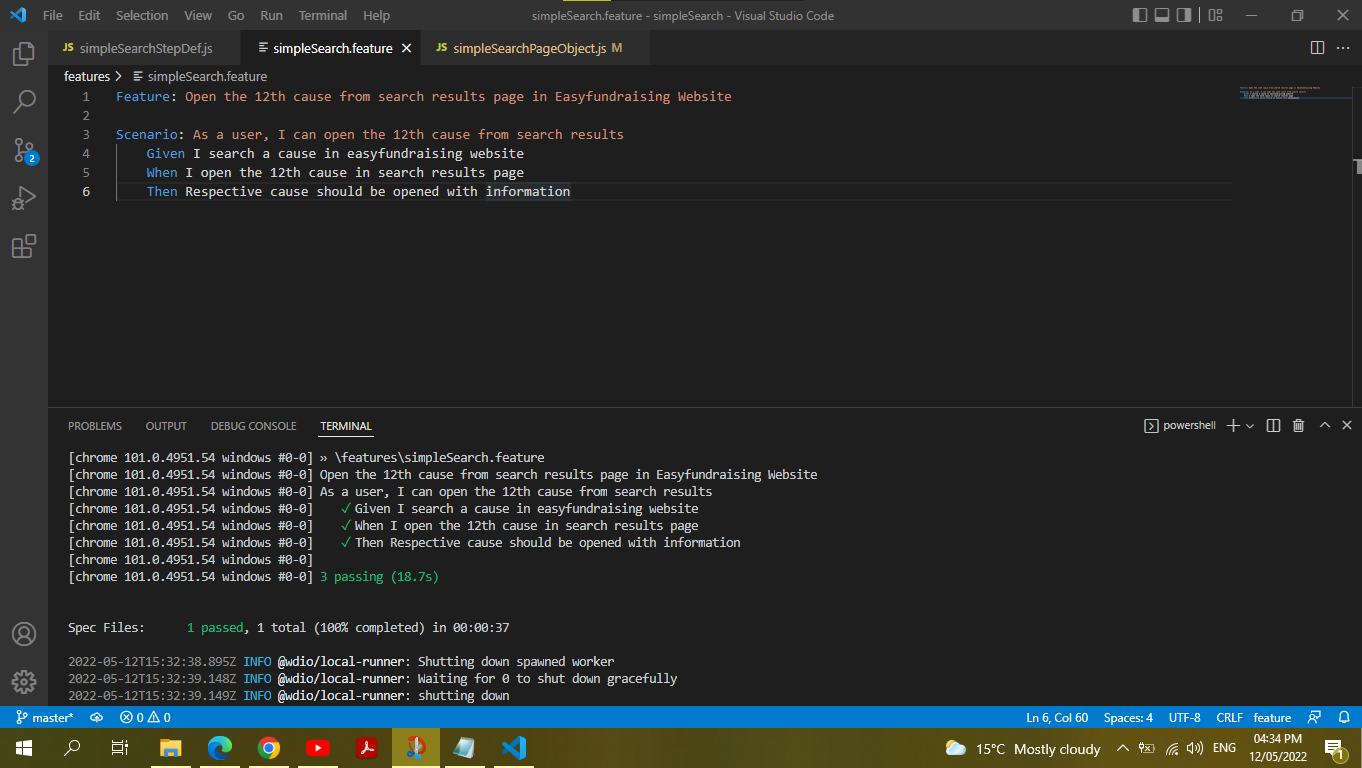 File Edit Selection View Go Run Terminal Help simpleSearch.feature - simpleSearch - Visual Studio Code
JS simpleSearchStepDef.js simpleSearch.feature JS simpleSearchPageObject.js M
features simpleSearch.feature
1 Feature: Open the 12th cause from search results page in Easyfundraising Website
2
3 Scenario: As a user, I can open the 12th cause from search results
4 Given I search a cause in easyfundraising website
5 When I open the 12th cause in search results page
6 Then Respective cause should be opened with information
2
PROBLEMS OUTPUT DEBUG CONSOLE TERMINAL powershell
[chrome 101.0.4951.54 windows #0-0] » \features\simpleSearch.feature
[chrome 101.0.4951.54 windows #0-0] Open the 12th cause from search results page in Easyfundraising Website
[chrome 101.0.4951.54 windows #0-0] As a user, I can open the 12th cause from search results
[chrome 101.0.4951.54 windows #0-0] ✓ Given I search a cause in easyfundraising website
[chrome 101.0.4951.54 windows #0-0] ✓ When I open the 12th cause in search results page
[chrome 101.0.4951.54 windows #0-0] ✓ Then Respective cause should be opened with information
[chrome 101.0.4951.54 windows #0-0]
[chrome 101.0.4951.54 windows #0-0] 3 passing (18.7s)
Spec Files: 1 passed, 1 total (100% completed) in 00:00:37
2022-05-12T15:32:38.895Z INFO @wdio/local-runner: Shutting down spawned worker
2022-05-12T15:32:39.148Z INFO @wdio/local-runner: Waiting for 0 to shut down gracefully
2022-05-12T15:32:39.149Z INFO @wdio/local-runner: shutting down
master* 0 0 Ln 6, Col 60 Spaces: 4 UTF-8 CRLF feature
15°C Mostly cloudy ENG 04:34 PM
12/05/2022 1